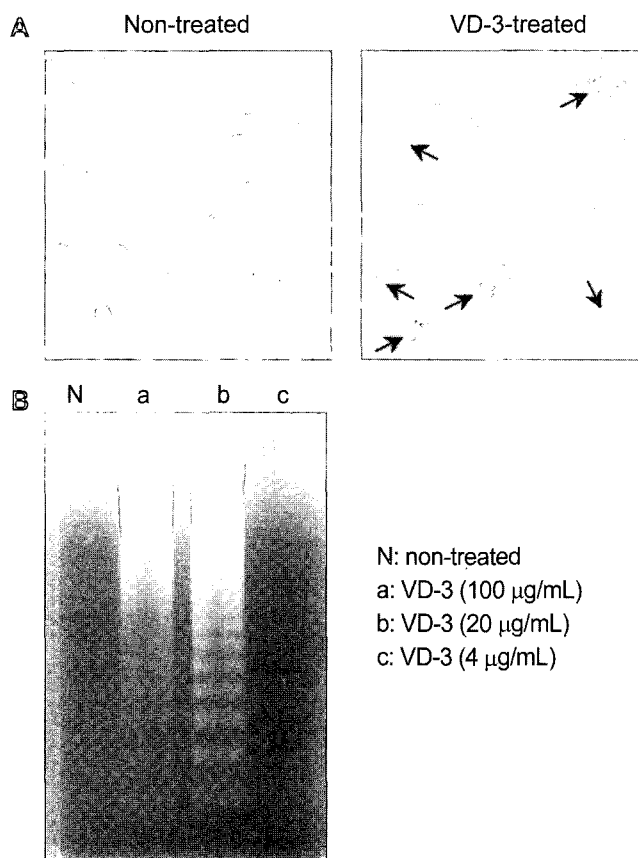 A
Non-treated VD-3-treated
B
N a b c
N: non-treated
a: VD-3 (100 μg/mL)
b: VD-3 (20 μg/mL)
c: VD-3 (4 μg/mL)